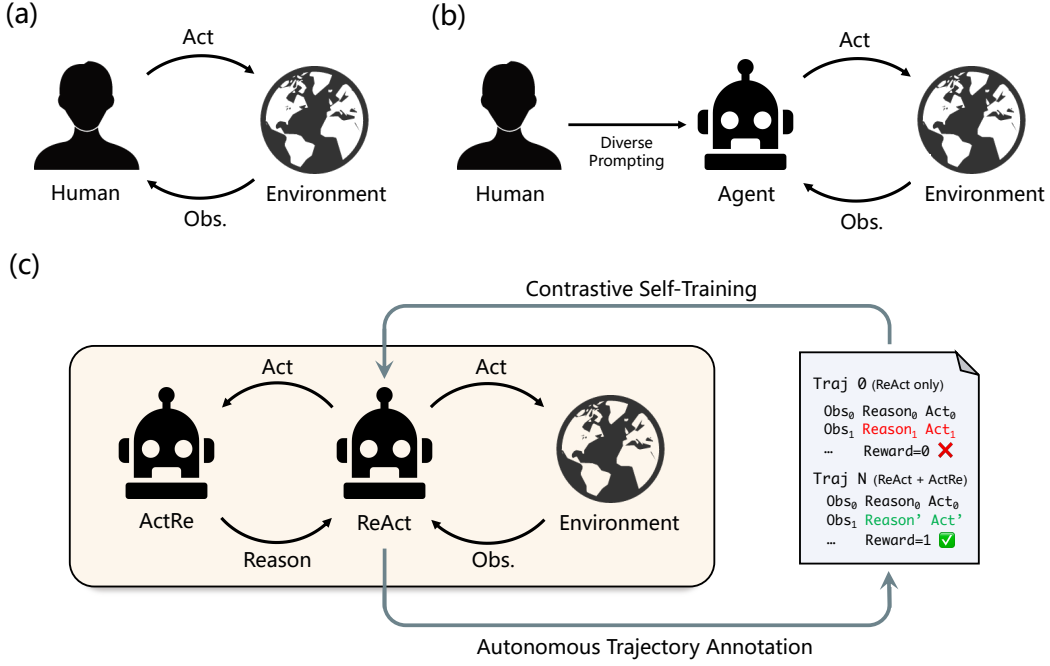 (a)
Act
Human
Environment
Obs.
(b)
Act
Diverse
Prompting
Human
Agent
Environment
Obs.
(c)
Contrastive Self-Training
Act
Act
ActRe
ReAct
Environment
Reason
Obs.
Autonomous Trajectory Annotation
Traj 0 (ReAct only)
Obs₀ Reason₀ Act₀
Obs₁ Reason₁ Act₁
… Reward=0 ❌
Traj N (ReAct + ActRe)
Obs₀ Reason₀ Act₀
Obs₁ Reason’ Act’
… Reward=1 ✅